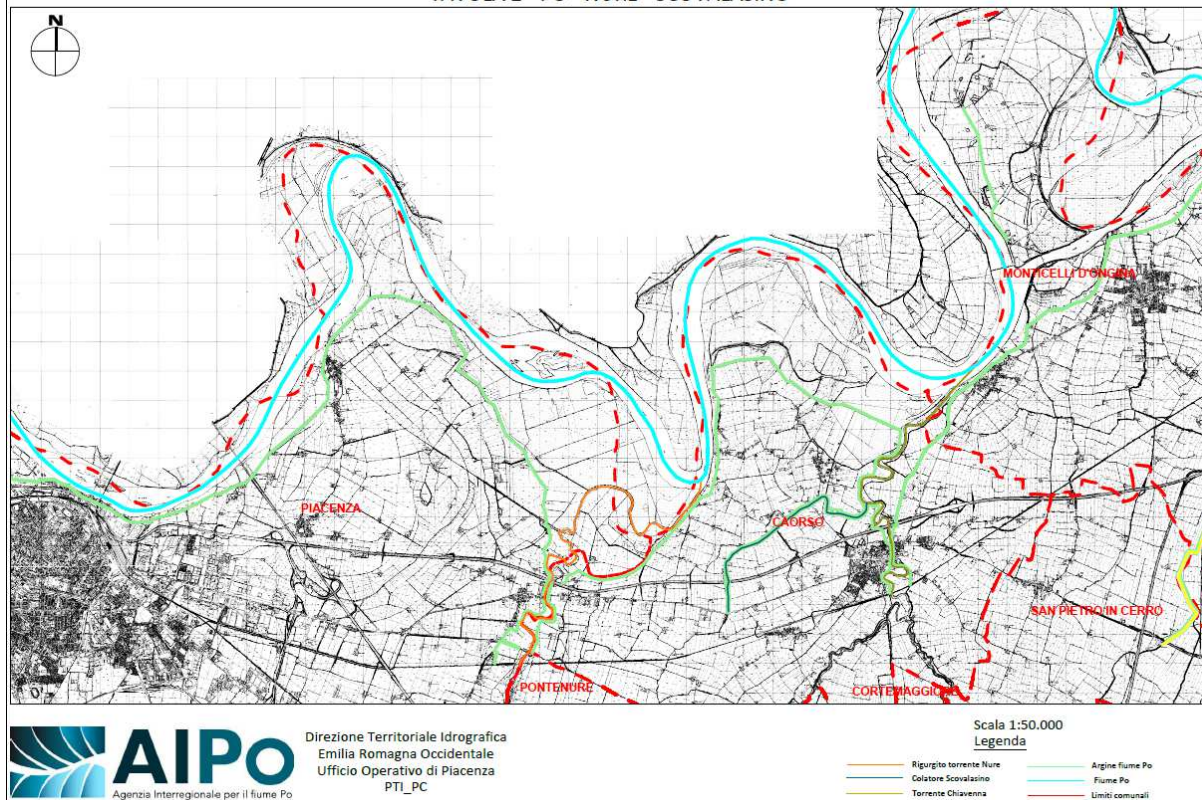 N
MONTICELLI D'ONGINA
PIACENZA
CAORSO
SAN PIETRO IN CERRO
PONTENURE
CORTEMAGGIORE
AIPo
Agenzia Interregionale per il fiume Po
Direzione Territoriale Idrografica
Emilia Romagna Occidentale
Ufficio Operativo di Piacenza
PTI_PC
Scala 1:50.000
Legenda
Rigurgito torrente Nure
Colatore Scovalasino
Torrente Chiavenna
Argine fiume Po
Fiume Po
Limiti comunali